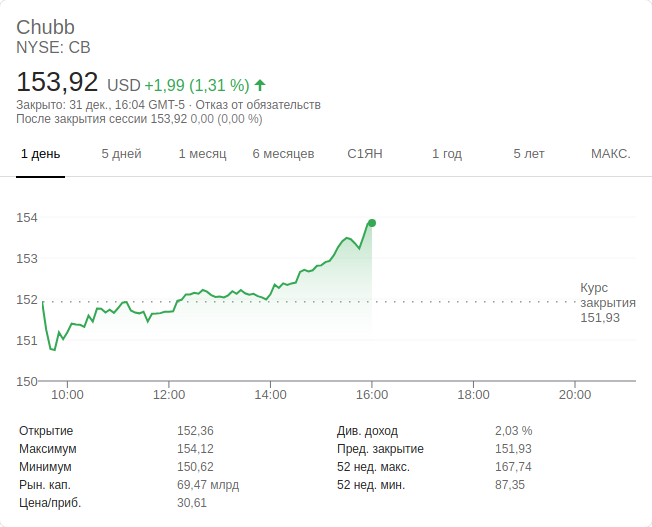 Chubb
NYSE: CB
153,92 USD +1,99 (1,31 %)
Закрыто: 31 дек., 16:04 GMT-5 · Отказ от обязательств
После закрытия сессии 153,92 0,00 (0,00 %)
1 день 5 дней 1 месяц 6 месяцев С1ЯН 1 год 5 лет МАКС.
154
153
152
151
150
Курс
закрытия
151,93
10:00 12:00 14:00 16:00 18:00 20:00
Открытие 152,36 Див. доход 2,03 %
Максимум 154,12 Пред. закрытие 151,93
Минимум 150,62 52 нед. макс. 167,74
Рын. кап. 69,47 млрд 52 нед. мин. 87,35
Цена/приб. 30,61